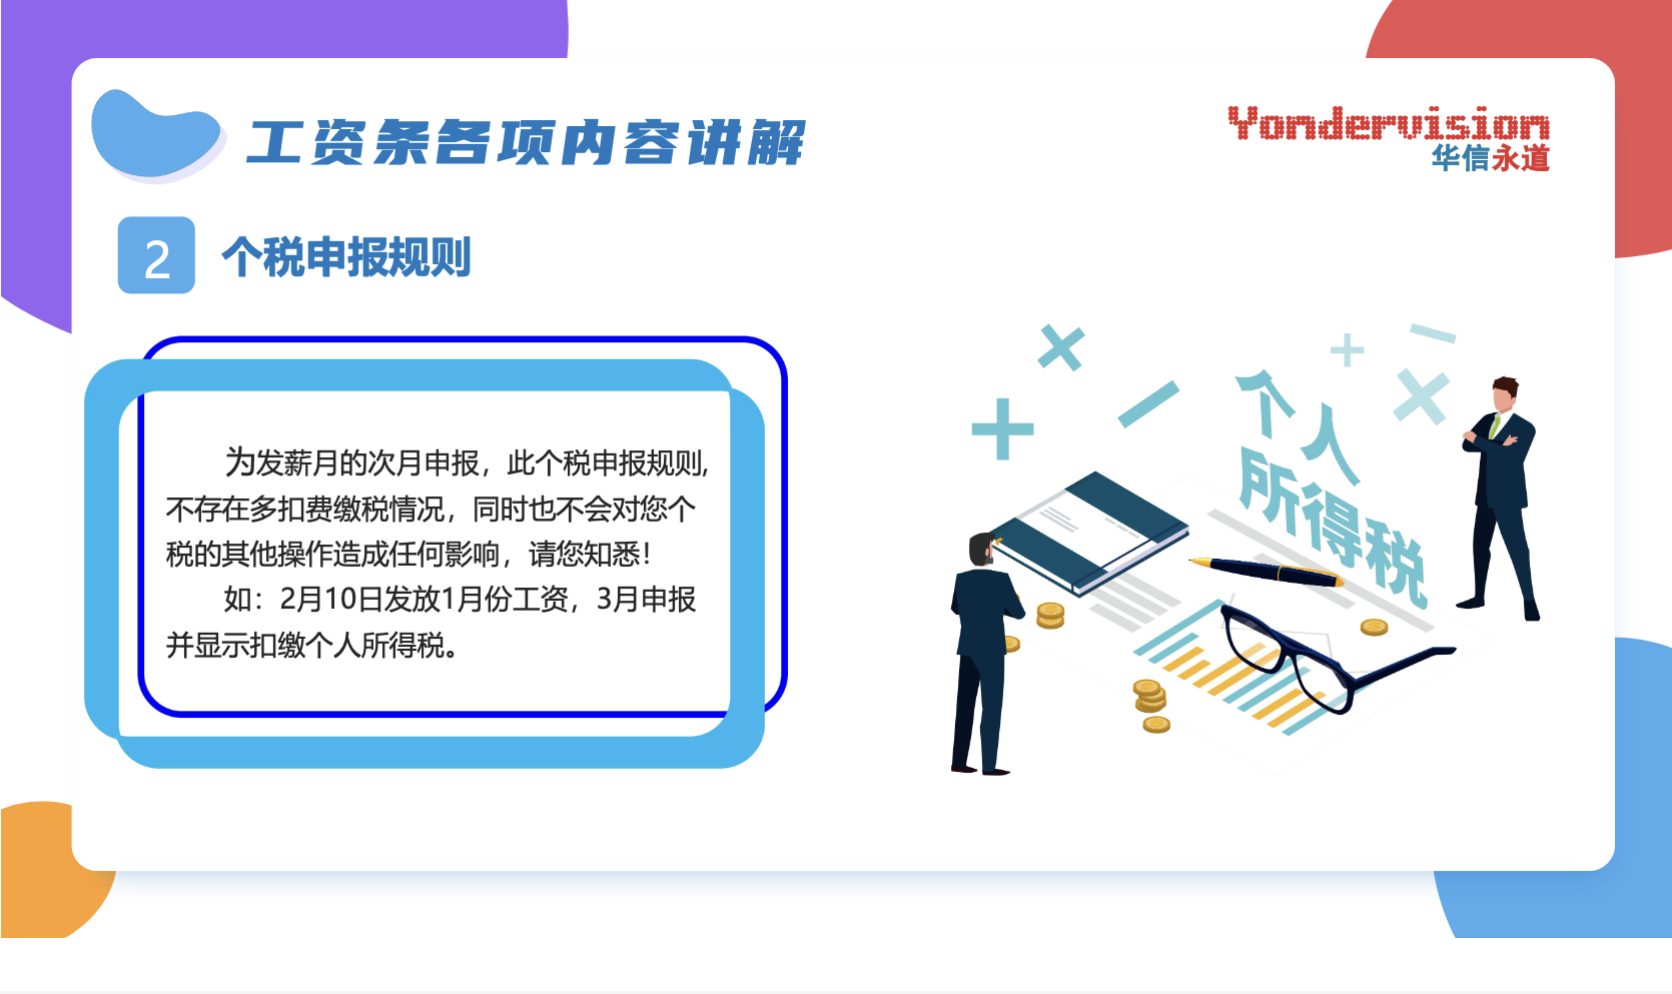 工资条各项内容讲解
Yondervision
华信永道
2
个税申报规则
为发薪月的次月申报，此个税申报规则，
不存在多扣费缴税情况，同时也不会对您个
税的其他操作造成任何影响，请您知悉！
如：2月10日发放1月份工资，3月申报
并显示扣缴个人所得税。
个人
所得税